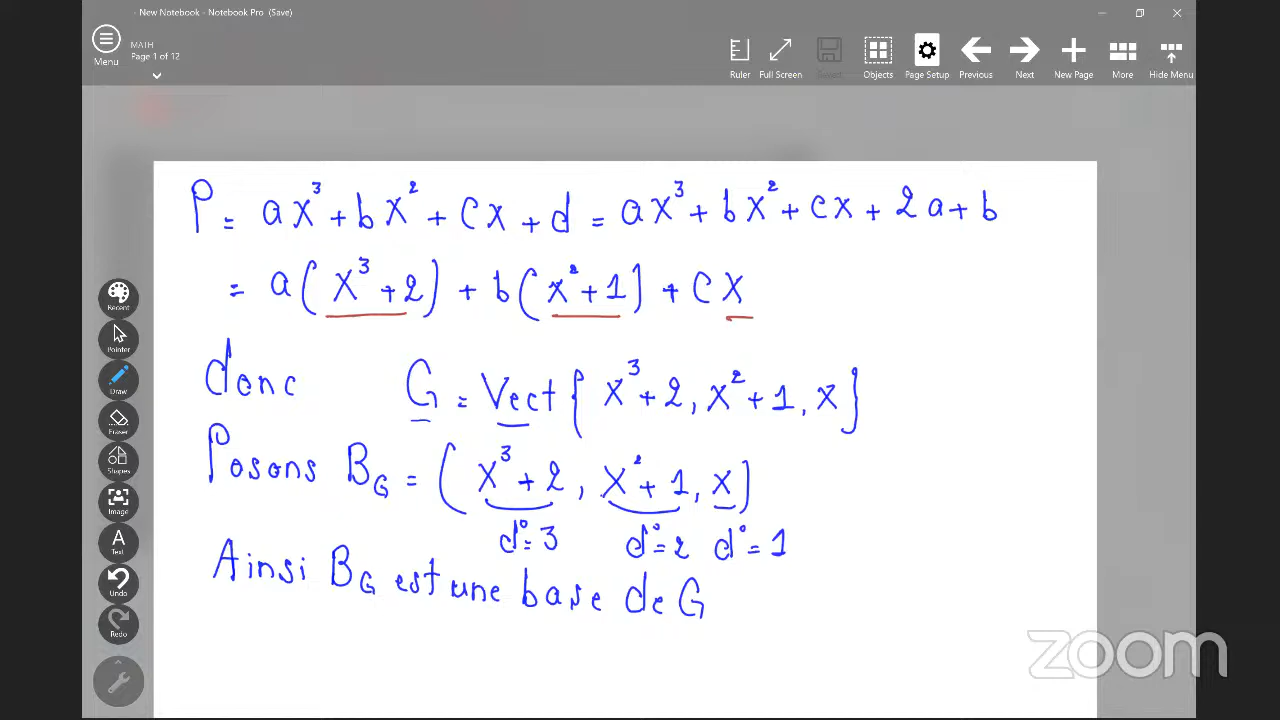 - New Notebook - Notebook Pro (Save)
Menu
MATH
Page 1 of 12
Ruler
Full Screen
Saved
Objects
Page Setup
Previous
Next
New Page
More
Hide Menu
Recent
Pointer
Draw
Eraser
Shapes
Image
Text
Undo
Redo
P = ax³ + bx² + cx + d = ax³ + bx² + cx + 2a + b
= a(x³ + 2) + b(x² + 1) + cx
donc G = Vect{x³ + 2, x² + 1, x}
Posons B_G = (x³ + 2, x² + 1, x)
d° = 3 d° = 2 d° = 1
Ainsi B_G est une base de G
zoom